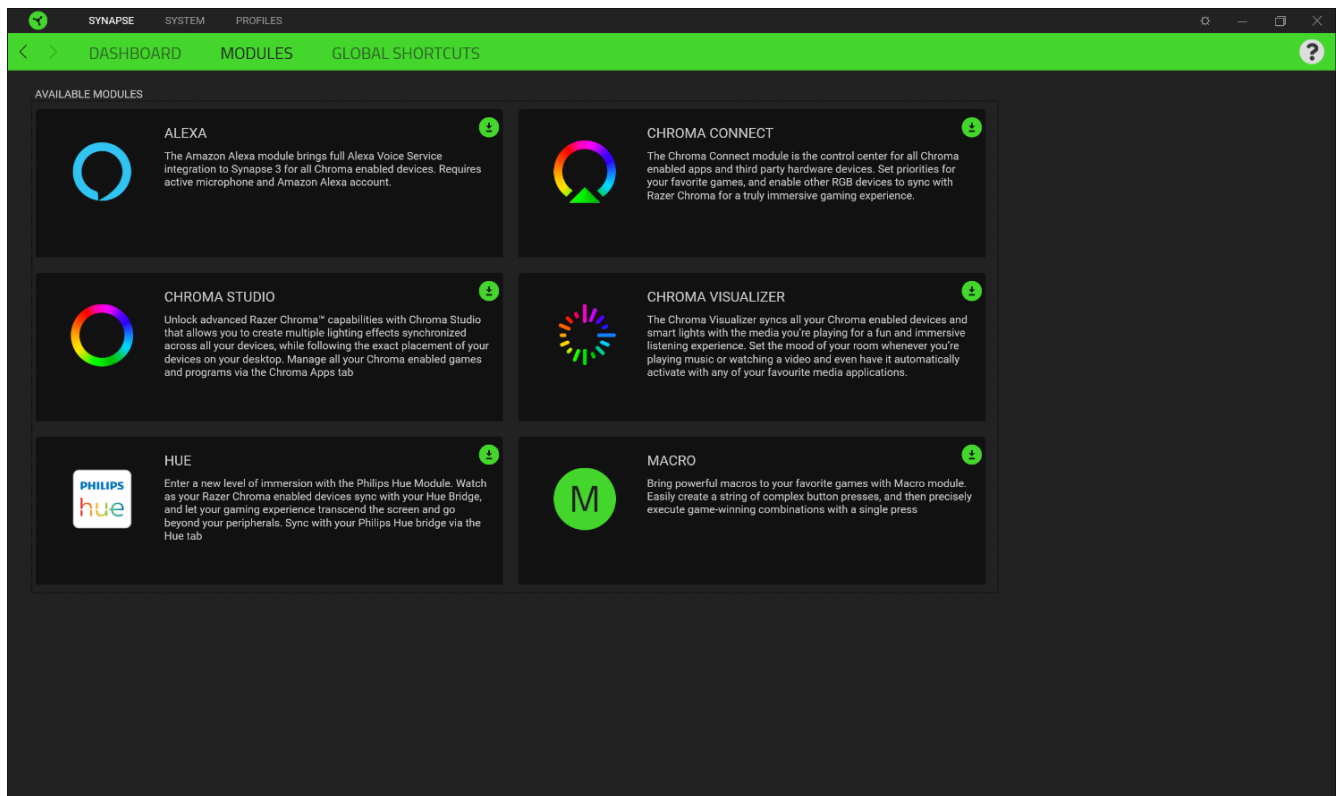 SYNAPSE SYSTEM PROFILES
DASHBOARD MODULES GLOBAL SHORTCUTS ?
AVAILABLE MODULES
ALEXA
The Amazon Alexa module brings full Alexa Voice Service
integration to Synapse 3 for all Chroma enabled devices. Requires
active microphone and Amazon Alexa account.
CHROMA CONNECT
The Chroma Connect module is the control center for all Chroma
enabled apps and third party hardware devices. Set priorities for
your favorite games, and enable other RGB devices to sync with
Razer Chroma for a truly immersive gaming experience.
CHROMA STUDIO
Unlock advanced Razer Chroma™ capabilities with Chroma Studio
that allows you to create multiple lighting effects synchronized
across all your devices, while following the exact placement of your
devices on your desktop. Manage all your Chroma enabled games
and programs via the Chroma Apps tab
CHROMA VISUALIZER
The Chroma Visualizer syncs all your Chroma enabled devices and
smart lights with the media you're playing for a fun and immersive
listening experience. Set the mood of your room whenever you're
playing music or watching a video and even have it automatically
activate with any of your favourite media applications.
PHILIPS
hue
HUE
Enter a new level of immersion with the Philips Hue Module. Watch
as your Razer Chroma enabled devices sync with your Hue Bridge,
and let your gaming experience transcend the screen and go
beyond your peripherals. Sync with your Philips Hue bridge via the
Hue tab
M
MACRO
Bring powerful macros to your favorite games with Macro module.
Easily create a string of complex button presses, and then precisely
execute game-winning combinations with a single press